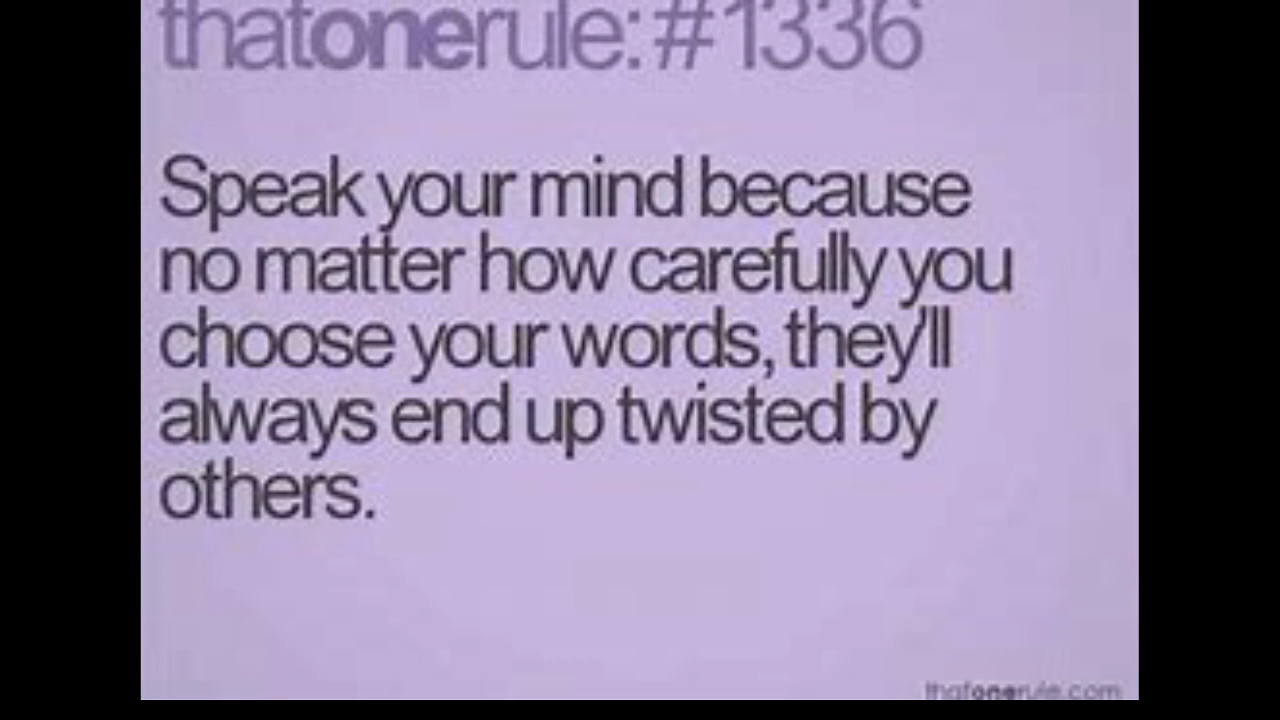 thatonerule: #1336
Speak your mind because
no matter how carefully you
choose your words, they'll
always end up twisted by
others.
thatonerule.com